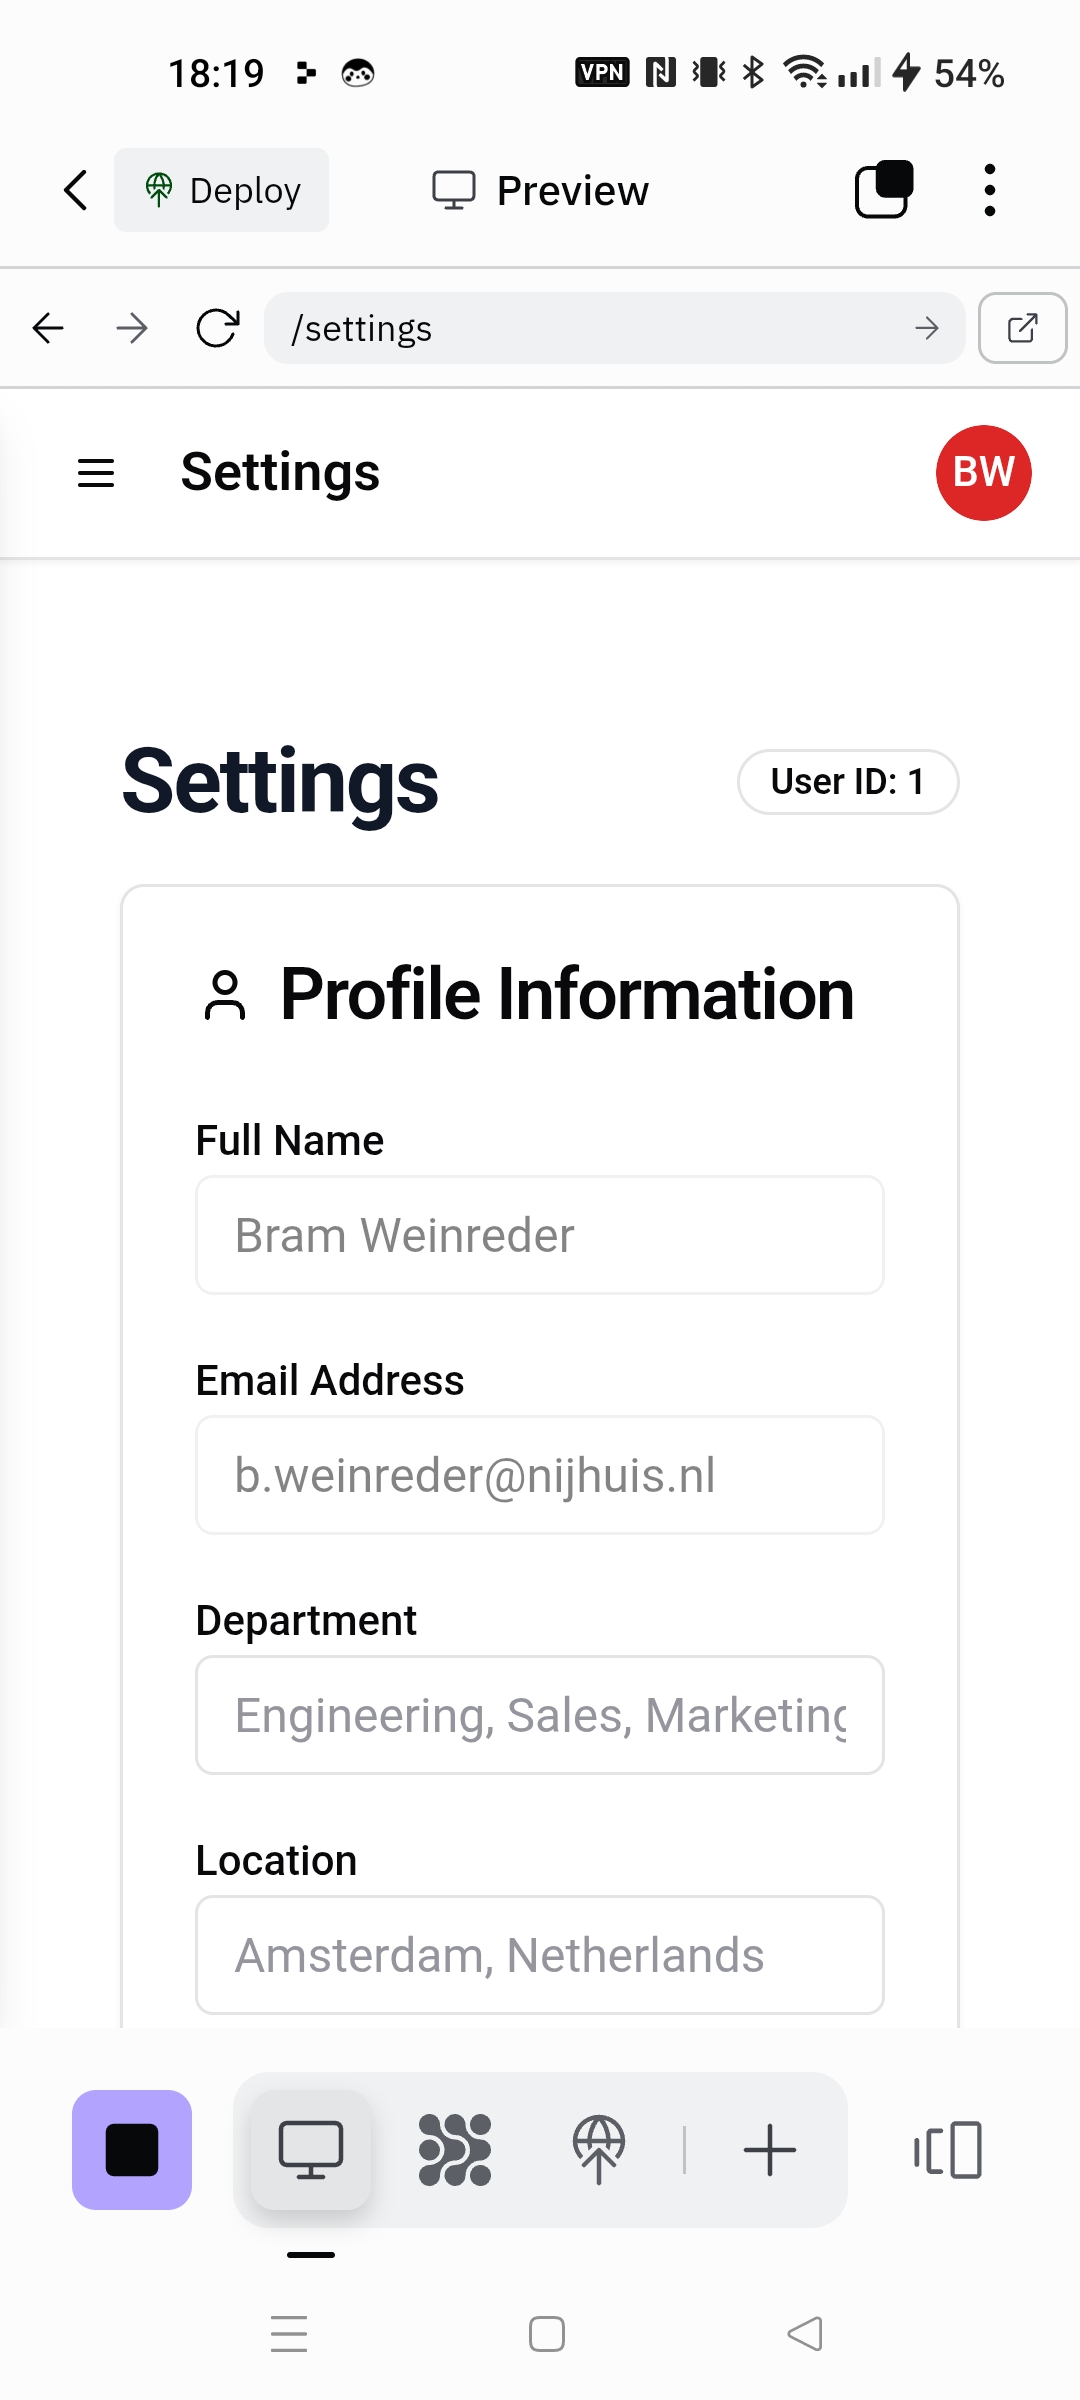 18:19
VPN
54%
Deploy
Preview
/settings
Settings
BW
Settings
User ID: 1
Profile Information
Full Name
Bram Weinreder
Email Address
b.weinreder@nijhuis.nl
Department
Engineering, Sales, Marketing
Location
Amsterdam, Netherlands